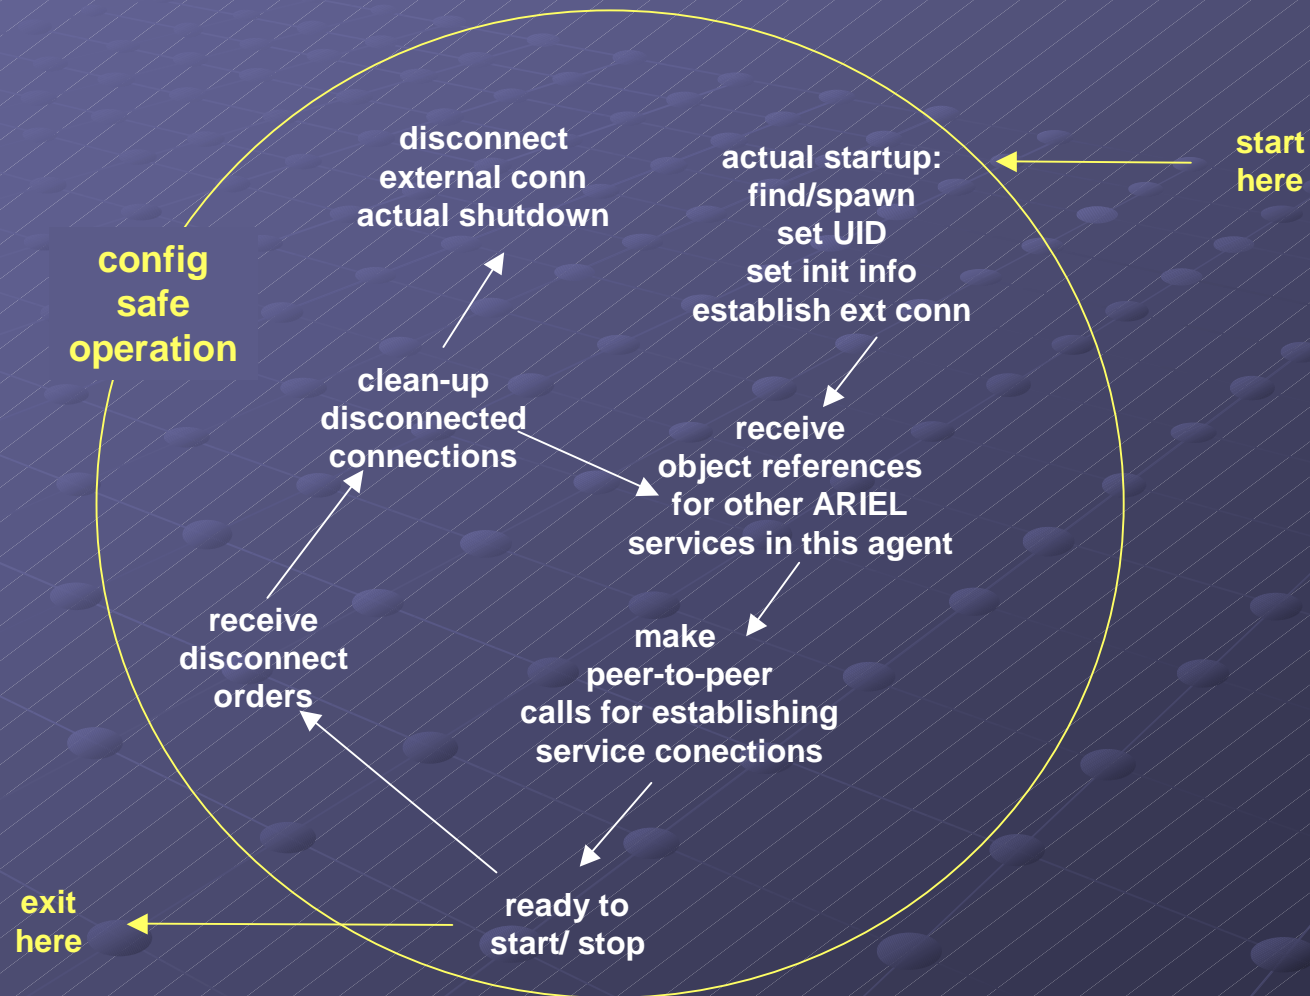 disconnect
external conn
actual shutdown
actual startup:
find/spawn
set UID
set init info
establish ext conn
start
here
config
safe
operation
clean-up
disconnected
connections
receive
object references
for other ARIEL
services in this agent
receive
disconnect
orders
make
peer-to-peer
calls for establishing
service conections
exit
here
ready to
start/ stop